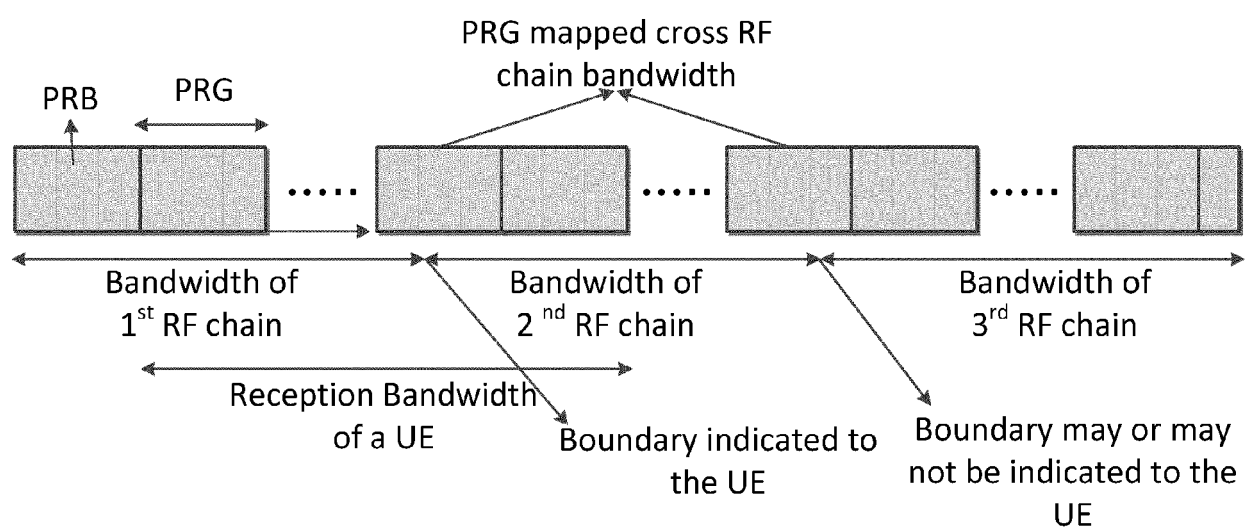 PRG mapped cross RF
chain bandwidth
PRB
PRG
Bandwidth of
1st RF chain
Bandwidth of
2 nd RF chain
Bandwidth of
3rd RF chain
Reception Bandwidth
of a UE
Boundary indicated to
the UE
Boundary may or may
not be indicated to the
UE